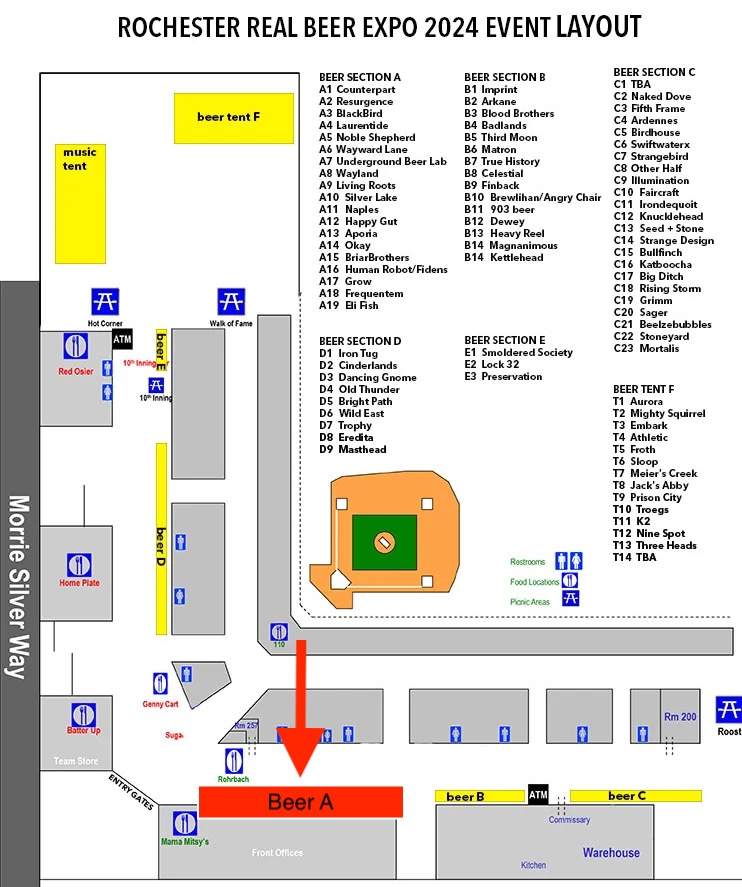 ROCHESTER REAL BEER EXPO 2024 EVENT LAYOUT
BEER SECTION A
A1 Counterpart
A2 Resurgence
A3 BlackBird
A4 Laurentide
A5 Noble Shepherd
A6 Wayward Lane
A7 Underground Beer Lab
A8 Wayland
A9 Living Roots
A10 Silver Lake
A11 Naples
A12 Happy Gut
A13 Aporia
A14 Okay
A15 BriarBrothers
A16 Human Robot/Fidens
A17 Grow
A18 Frequentem
A19 Eli Fish
BEER SECTION B
B1 Imprint
B2 Arkane
B3 Blood Brothers
B4 Badlands
B5 Third Moon
B6 Matron
B7 True History
B8 Celestial
B9 Finback
B10 Brewlihan/Angry Chair
B11 903 beer
B12 Dewey
B13 Heavy Reel
B14 Magnanimous
B14 Kettlehead
BEER SECTION C
C1 TBA
C2 Naked Dove
C3 Fifth Frame
C4 Ardennes
C5 Birdhouse
C6 Swiftwaterx
C7 Strangebird
C8 Other Half
C9 Illumination
C10 Faircraft
C11 Irondequoit
C12 Knucklehead
C13 Seed + Stone
C14 Strange Design
C15 Bullfinch
C16 Katboocha
C17 Big Ditch
C18 Rising Storm
C19 Grimm
C20 Sager
C21 Beelzebubbles
C22 Stoneyard
C23 Mortalis
BEER SECTION D
D1 Iron Tug
D2 Cinderlands
D3 Dancing Gnome
D4 Old Thunder
D5 Bright Path
D6 Wild East
D7 Trophy
D8 Eredita
D9 Masthead
BEER SECTION E
E1 Smoldered Society
E2 Lock 32
E3 Preservation
BEER TENT F
T1 Aurora
T2 Mighty Squirrel
T3 Embark
T4 Athletic
T5 Froth
T6 Sloop
T7 Meier's Creek
T8 Jack's Abby
T9 Prison City
T10 Troegs
T11 K2
T12 Nine Spot
T13 Three Heads
T14 TBA
beer tent F
music
tent
Hot Corner
Walk of Fame
ATM
Red Osier
beer E
10th Inning
10th Inning
Morrie Silver Way
beer D
Home Plate
Restrooms
Food Locations
Picnic Areas
110
Genny Cart
Batter Up
Team Store
Rm 257
Rm 200
Roost
Rohrbach
ENTRY GATES
Beer A
beer B
ATM
beer C
Commissary
Mama Mitsy's
Front Offices
Warehouse
Kitchen